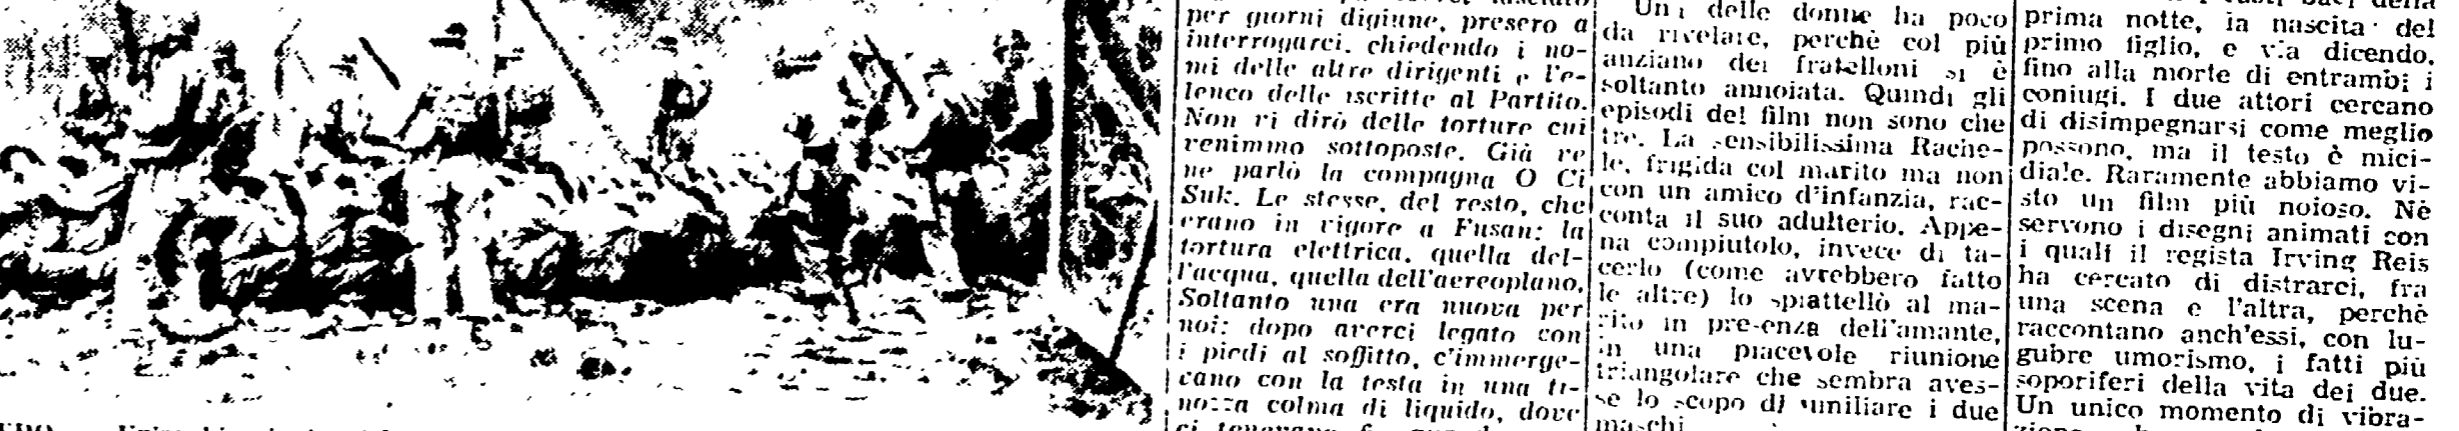 per giorni digiune, presero a
interrogarci, chiedendo i no-
mi delle altre dirigenti e l'e-
lenco delle iscritte al Partito.
Non vi dirò delle torture cui
venimmo sottoposte. Già ve
ne parlò la compagna O Ci
Suk. Le stesse, del resto, che
erano in vigore a Fusan: la
tortura elettrica, quella del-
l'acqua, quella dell'aereoplano.
Soltanto una era nuova per
noi: dopo averci legato con
i piedi al soffitto, c'immerge-
vano con la testa in una ti-
nozza colma di liquido, dove
ci tenevano
Una delle donne ha poco
da rivelare, perchè col più
anziano dei fratelloni si è
soltanto annoiata. Quindi gli
episodi del film non sono che
tre. La sensibilissima Rache-
le, frigida col marito ma non
con un amico d'infanzia, rac-
conta il suo adulterio. Appe-
na compiutolo, invece di ta-
cerlo (come avrebbero fatto
le altre) lo spiattellò al ma-
rito in presenza dell'amante,
in una piacevole riunione
triangolare che sembra aves-
se lo scopo di umiliare i due
maschi
prima notte, la nascita del
primo figlio, e via dicendo,
fino alla morte di entrambi i
coniugi. I due attori cercano
di disimpegnarsi come meglio
possono, ma il testo è mici-
diale. Raramente abbiamo vi-
sto un film più noioso. Nè
servono i disegni animati con
i quali il regista Irving Reis
ha cercato di distrarci, fra
una scena e l'altra, perchè
raccontano anch'essi, con lu-
gubre umorismo, i fatti più
soporiferi della vita dei due.
Un unico momento di vibra-